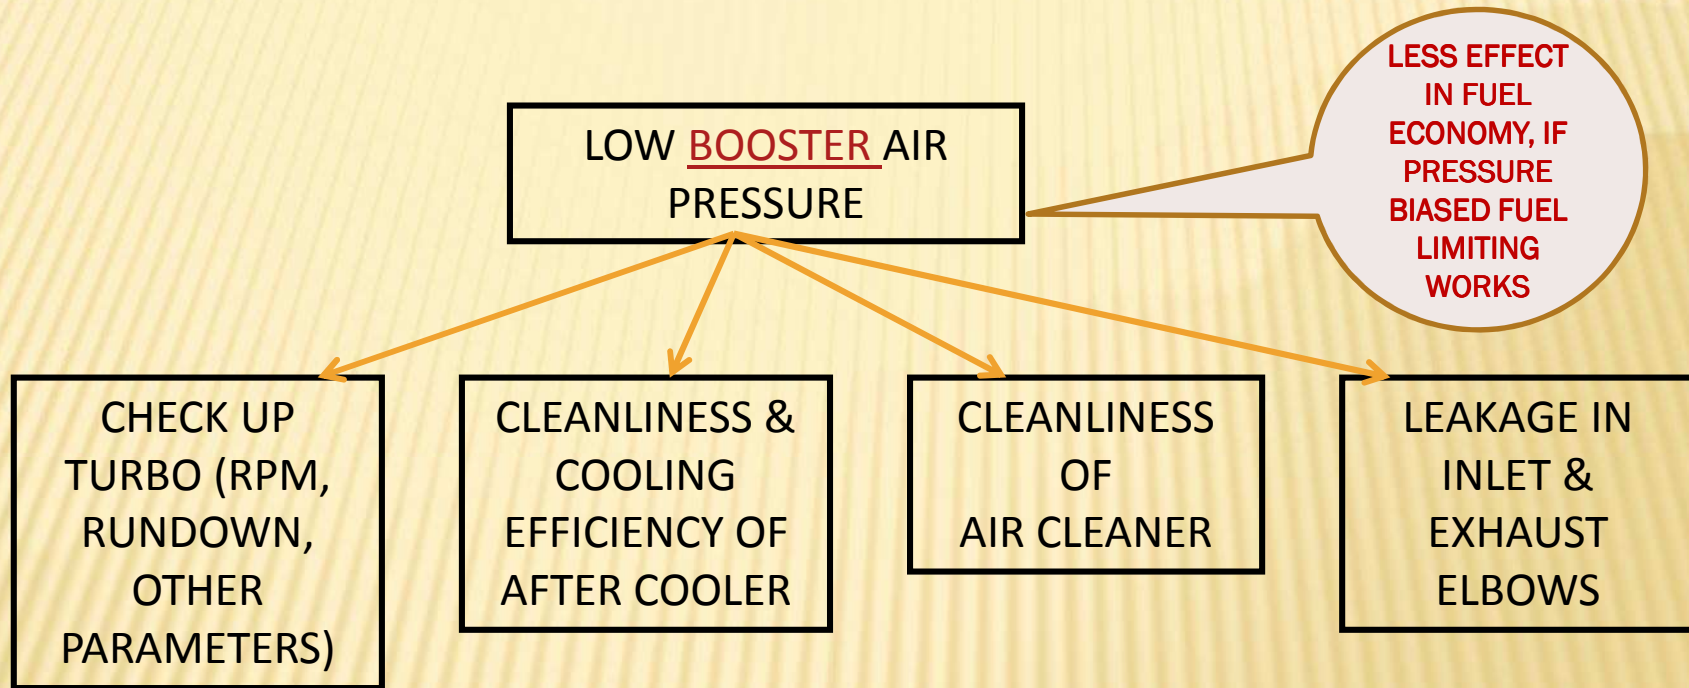 LOW BOOSTER AIR
PRESSURE
LESS EFFECT
IN FUEL
ECONOMY, IF
PRESSURE
BIASED FUEL
LIMITING
WORKS
CHECK UP
TURBO (RPM,
RUNDOWN,
OTHER
PARAMETERS)
CLEANLINESS &
COOLING
EFFICIENCY OF
AFTER COOLER
CLEANLINESS
OF
AIR CLEANER
LEAKAGE IN
INLET &
EXHAUST
ELBOWS